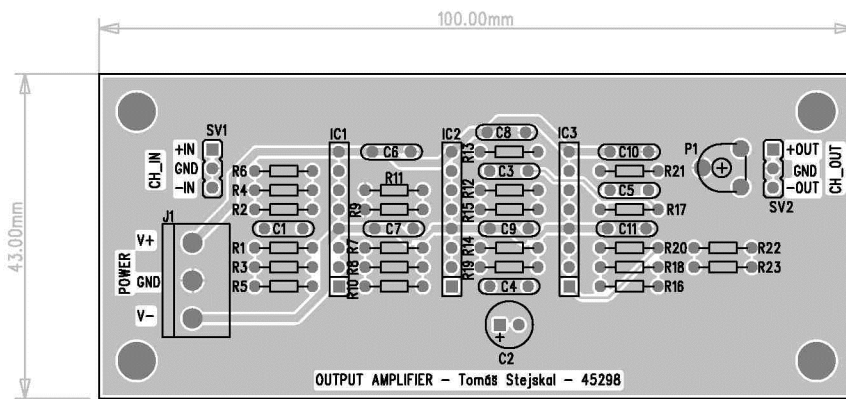 100.00mm
43.00mm
SV1
IC1
IC2
C8
IC3
P1
+IN
GND
-IN
CH_IN
C6
R13
C10
+OUT
GND
-OUT
CH_OUT
SV2
R6
R4
R2
R11
R9
C3
R12
R15
R21
C5
R17
J1
C1
C7
C9
C11
V+
GND
V-
POWER
R1
R3
R5
R7
R8
R10
R14
R19
C4
R20
R18
R16
R22
R23
+
C2
OUTPUT AMPLIFIER - Tomáš Stejskal - 45298